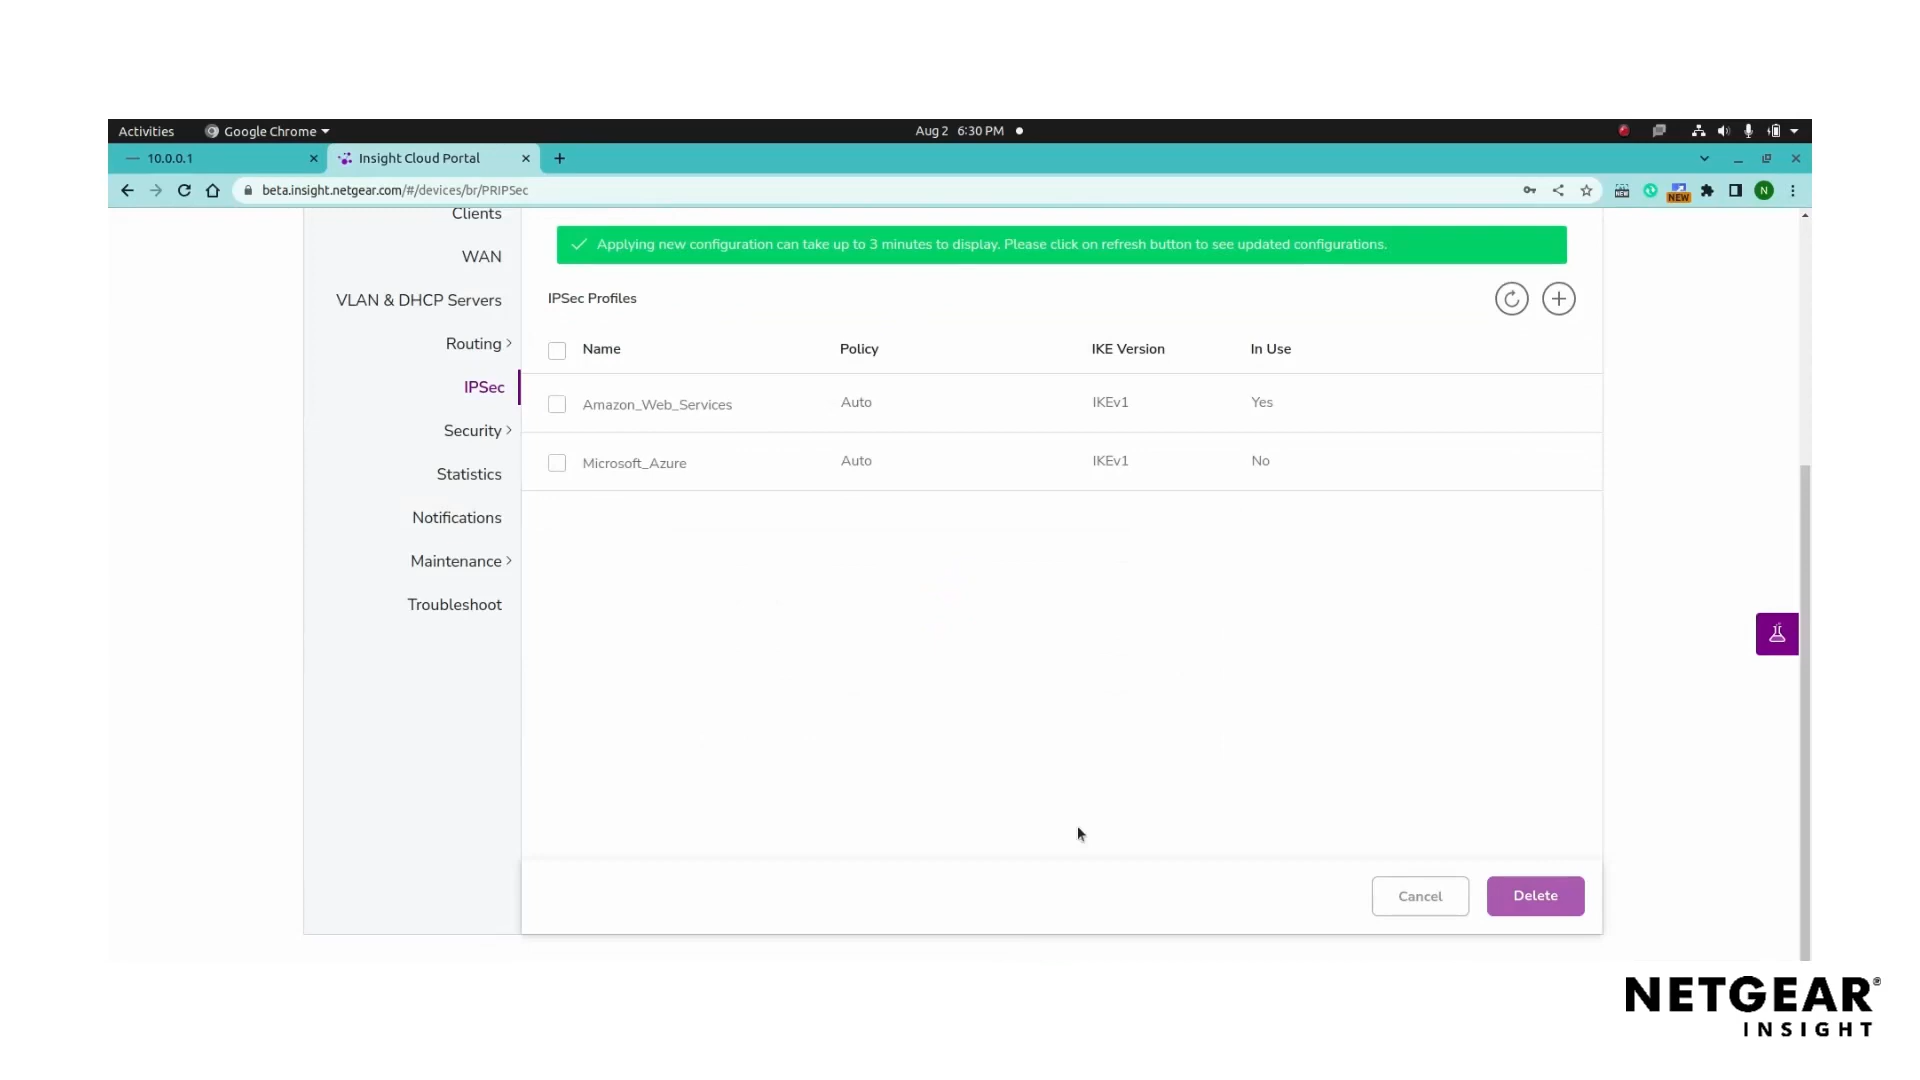 Activities Google Chrome Aug 2 6:30 PM
10.0.0.1 Insight Cloud Portal
beta.insight.netgear.com/#/devices/br/PRIPSec NEW NEW N
Clients
Applying new configuration can take up to 3 minutes to display. Please click on refresh button to see updated configurations.
WAN
VLAN & DHCP Servers
IPSec Profiles
Routing
Name Policy IKE Version In Use
IPSec
Amazon_Web_Services Auto IKEv1 Yes
Security
Microsoft_Azure Auto IKEv1 No
Statistics
Notifications
Maintenance
Troubleshoot
Cancel Delete
NETGEAR®
INSIGHT